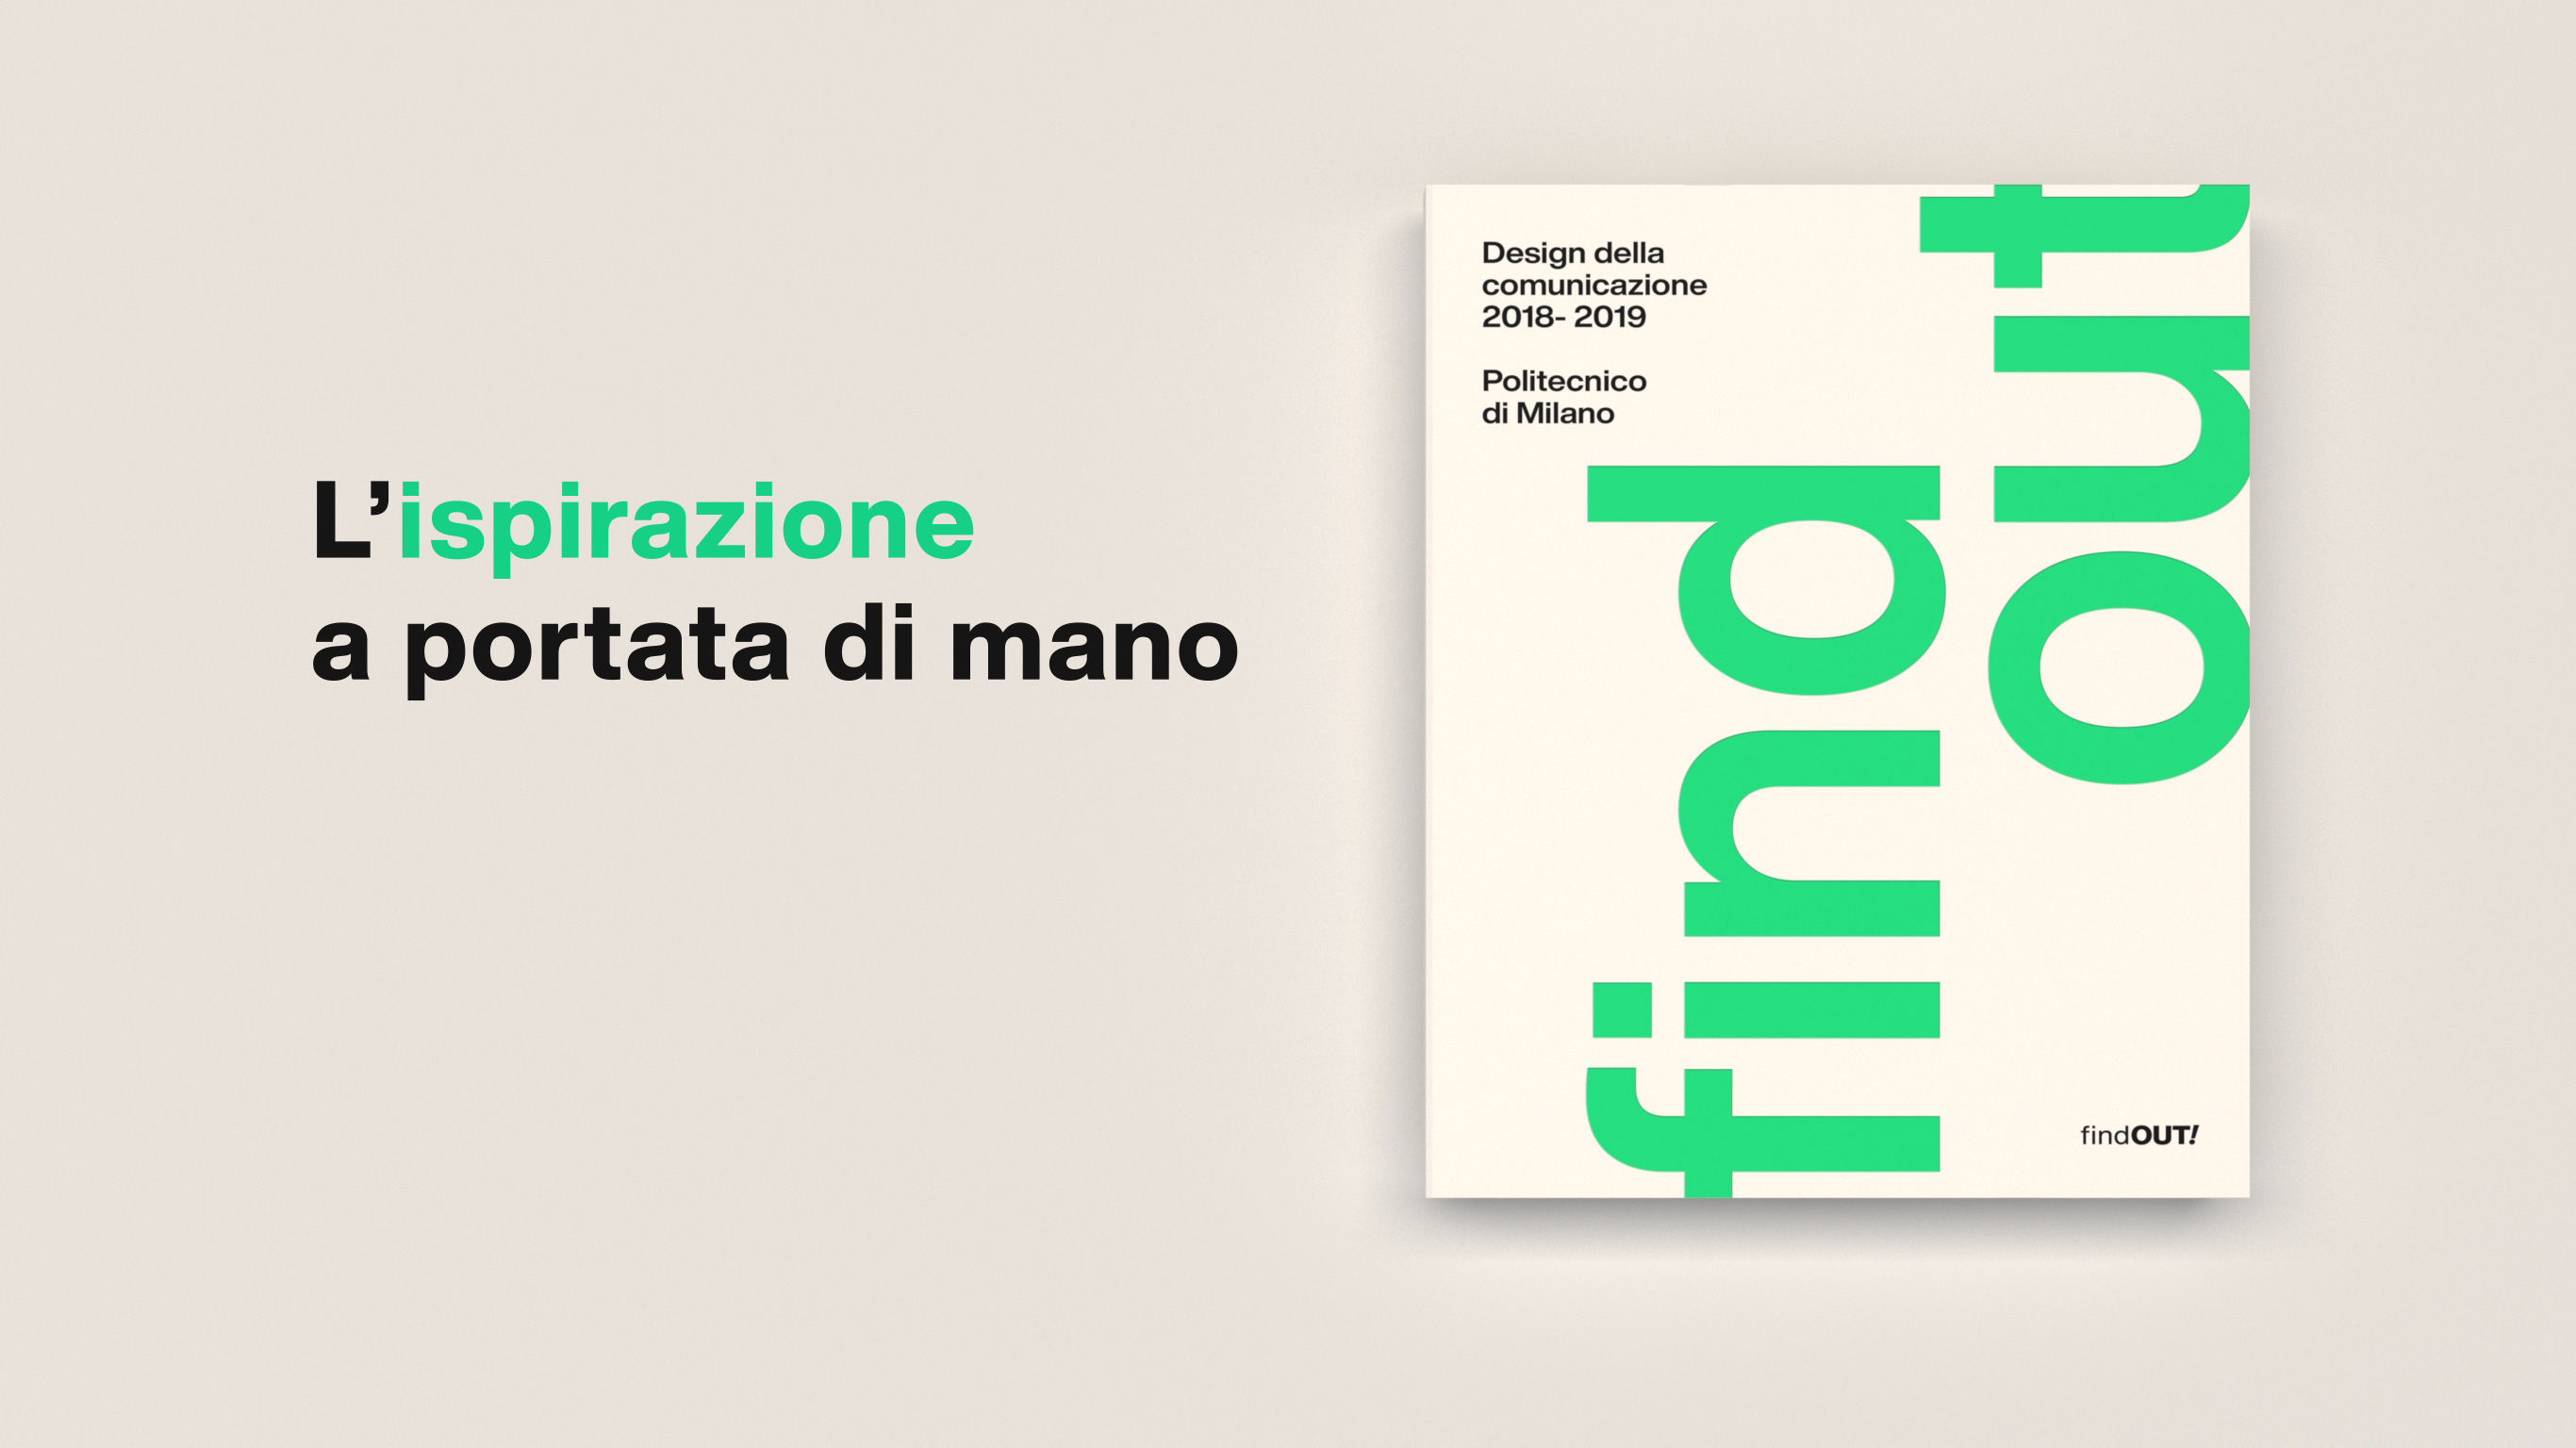 L’ispirazione
a portata di mano
Design della
comunicazione
2018- 2019
Politecnico
di Milano
find
out
findOUT!